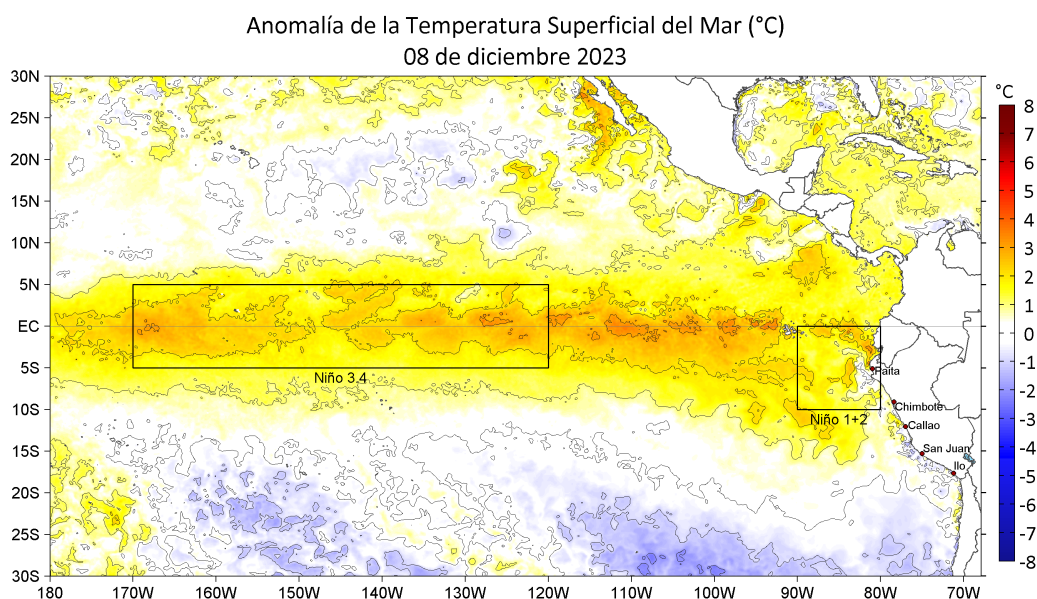 Anomalía de la Temperatura Superficial del Mar (°C)
08 de diciembre 2023
30N
25N
20N
15N
10N
5N
EC
5S
10S
15S
20S
25S
30S
180
170W
160W
150W
140W
130W
120W
110W
100W
90W
80W
70W
Niño 3.4
Niño 1+2
Paita
Chimbote
Callao
San Juan
Ilo
°C
8
7
6
5
4
3
2
1
0
-1
-2
-3
-4
-5
-6
-7
-8